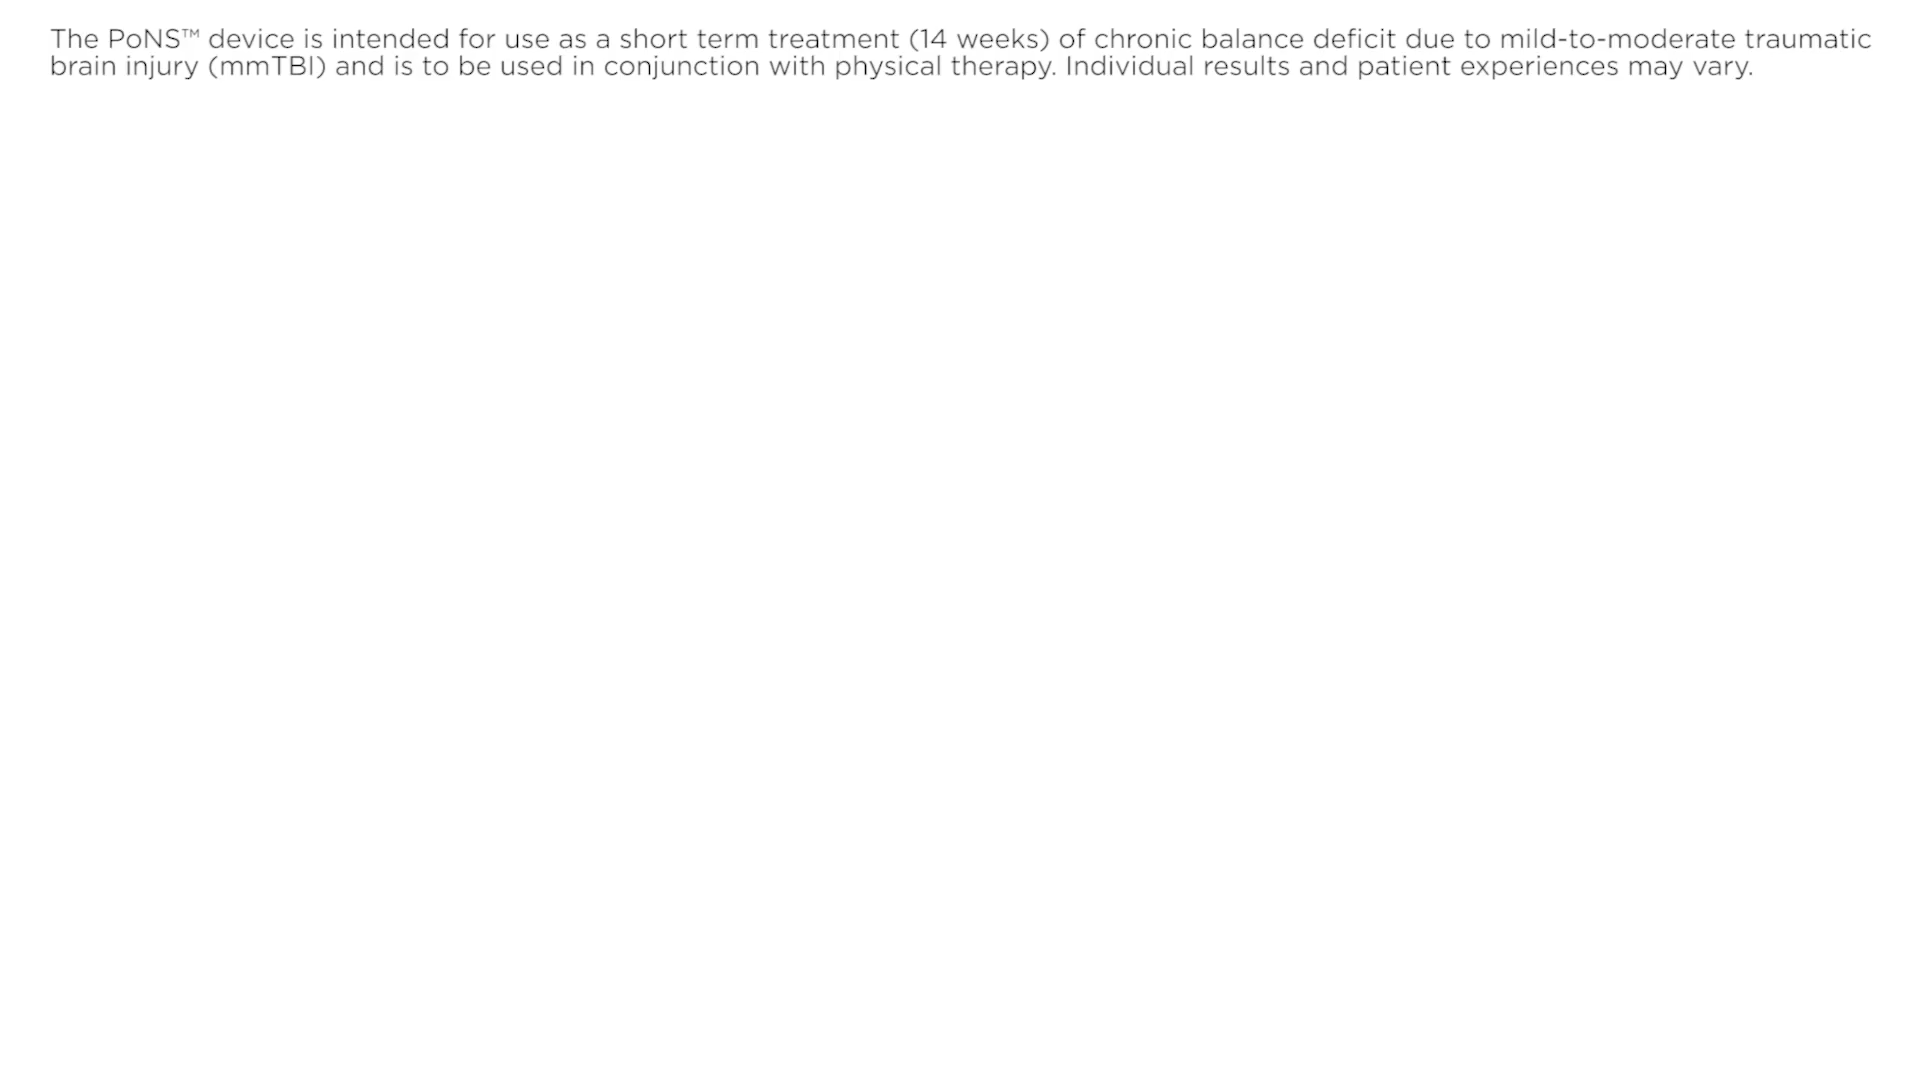 The PoNS™ device is intended for use as a short term treatment (14 weeks) of chronic balance deficit due to mild-to-moderate traumatic
brain injury (mmTBI) and is to be used in conjunction with physical therapy. Individual results and patient experiences may vary.